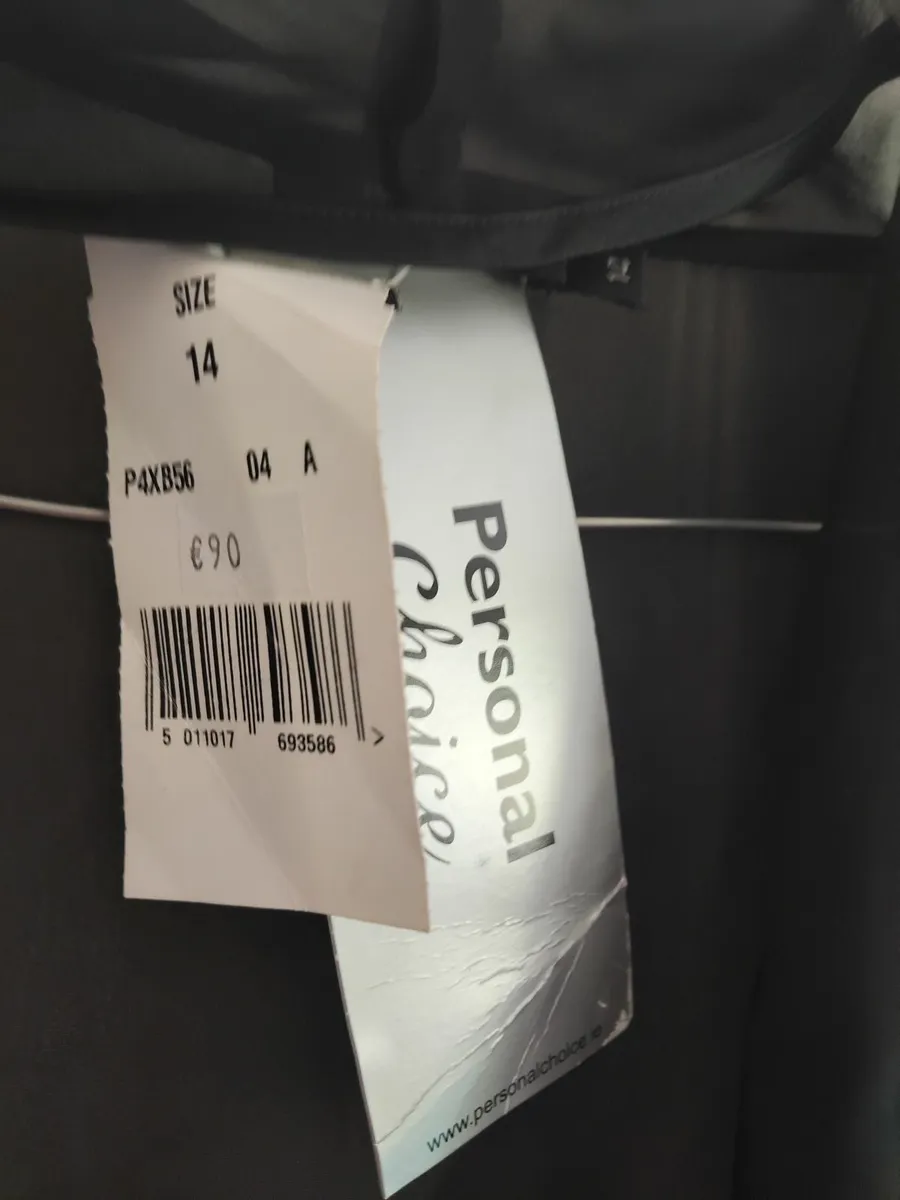 SIZE
14
P4XB56 04 A
€90
5 011017 693586 >
Personal
Choice
www.personalchoice.ie